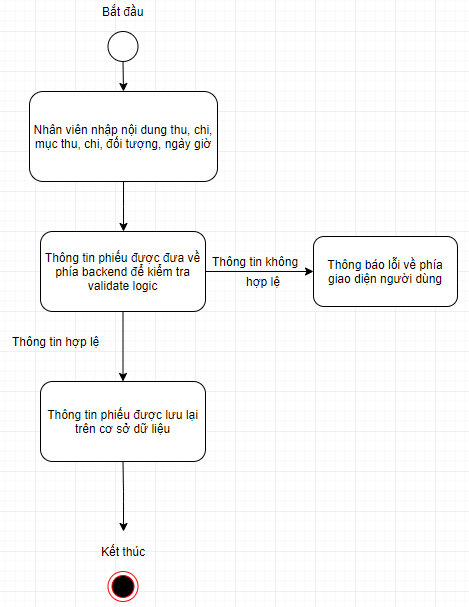 Bắt đầu
Nhân viên nhập nội dung thu, chi,
mục thu, chi, đối tượng, ngày giờ
Thông tin phiếu được đưa về
phía backend để kiểm tra
validate logic
Thông tin không
hợp lệ
Thông báo lỗi về phía
giao diện người dùng
Thông tin hợp lệ
Thông tin phiếu được lưu lại
trên cơ sở dữ liệu
Kết thúc